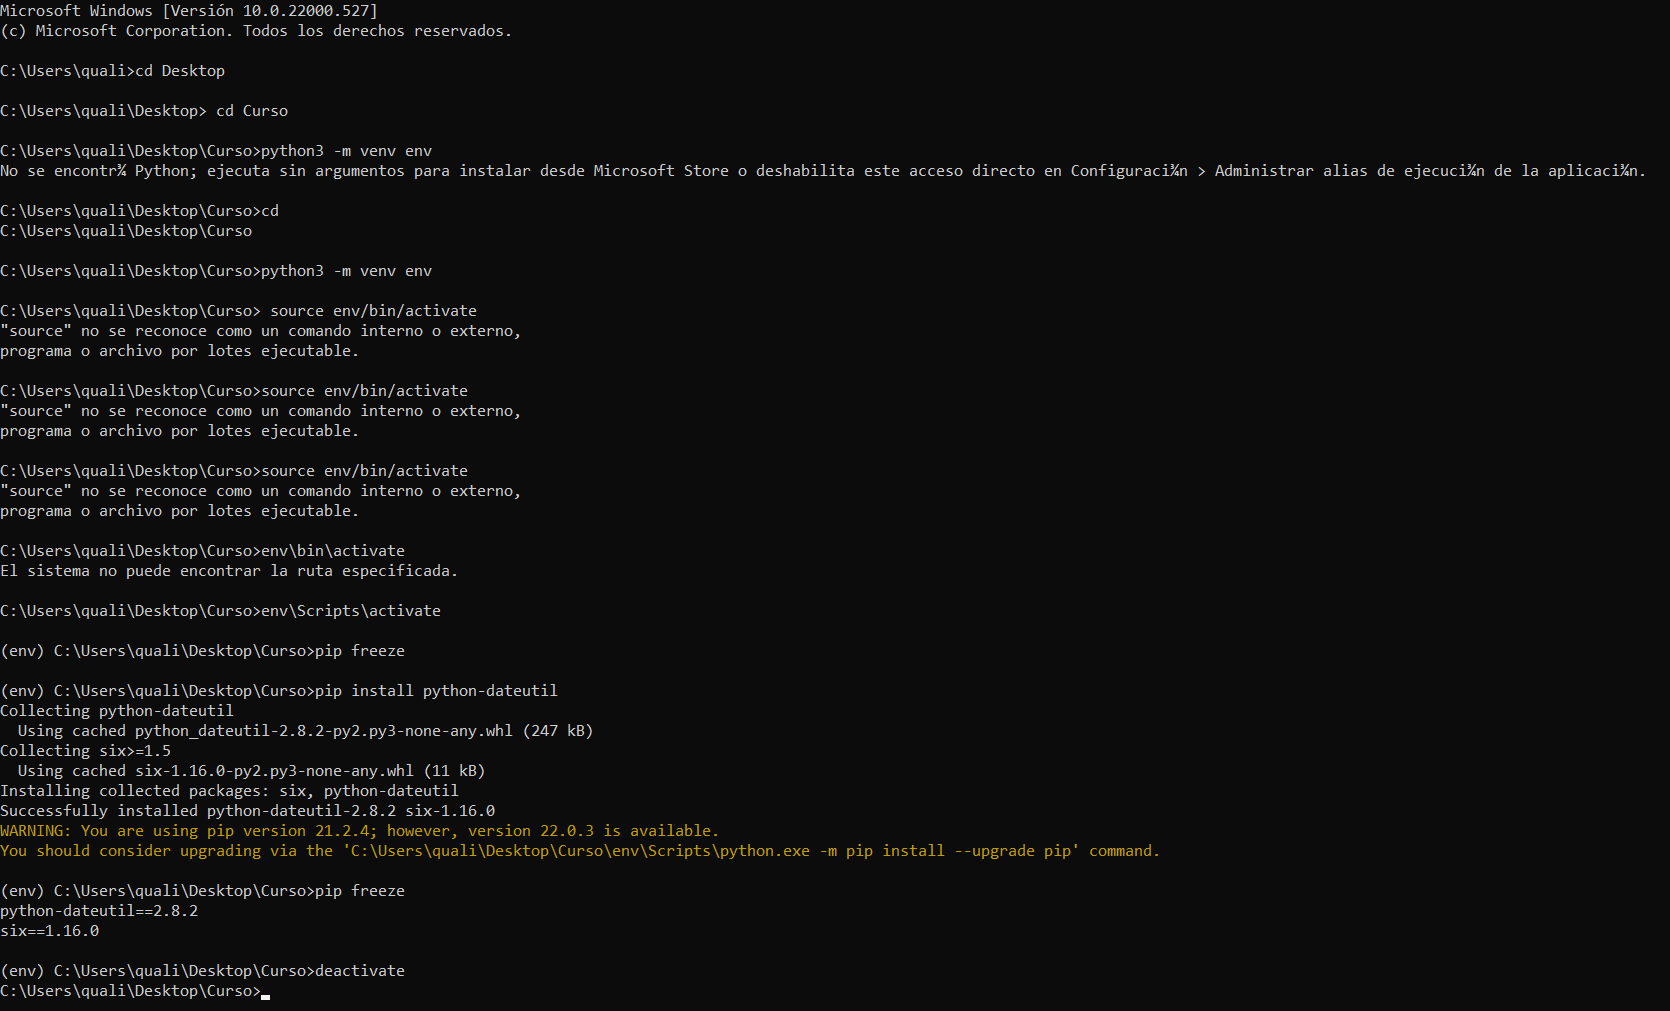 Microsoft Windows [Versión 10.0.22000.527]
(c) Microsoft Corporation. Todos los derechos reservados.
C:\Users\quali>cd Desktop
C:\Users\quali\Desktop> cd Curso
C:\Users\quali\Desktop\Curso>python3 -m venv env
No se encontr¾ Python; ejecuta sin argumentos para instalar desde Microsoft Store o deshabilita este acceso directo en Configuraci¾n > Administrar alias de ejecuci¾n de la aplicaci¾n.
C:\Users\quali\Desktop\Curso>cd
C:\Users\quali\Desktop\Curso
C:\Users\quali\Desktop\Curso>python3 -m venv env
C:\Users\quali\Desktop\Curso> source env/bin/activate
"source" no se reconoce como un comando interno o externo,
programa o archivo por lotes ejecutable.
C:\Users\quali\Desktop\Curso>source env/bin/activate
"source" no se reconoce como un comando interno o externo,
programa o archivo por lotes ejecutable.
C:\Users\quali\Desktop\Curso>source env/bin/activate
"source" no se reconoce como un comando interno o externo,
programa o archivo por lotes ejecutable.
C:\Users\quali\Desktop\Curso>env\bin\activate
El sistema no puede encontrar la ruta especificada.
C:\Users\quali\Desktop\Curso>env\Scripts\activate
(env) C:\Users\quali\Desktop\Curso>pip freeze
(env) C:\Users\quali\Desktop\Curso>pip install python-dateutil
Collecting python-dateutil
  Using cached python_dateutil-2.8.2-py2.py3-none-any.whl (247 kB)
Collecting six>=1.5
  Using cached six-1.16.0-py2.py3-none-any.whl (11 kB)
Installing collected packages: six, python-dateutil
Successfully installed python-dateutil-2.8.2 six-1.16.0
WARNING: You are using pip version 21.2.4; however, version 22.0.3 is available.
You should consider upgrading via the 'C:\Users\quali\Desktop\Curso\env\Scripts\python.exe -m pip install --upgrade pip' command.
(env) C:\Users\quali\Desktop\Curso>pip freeze
python-dateutil==2.8.2
six==1.16.0
(env) C:\Users\quali\Desktop\Curso>deactivate
C:\Users\quali\Desktop\Curso>